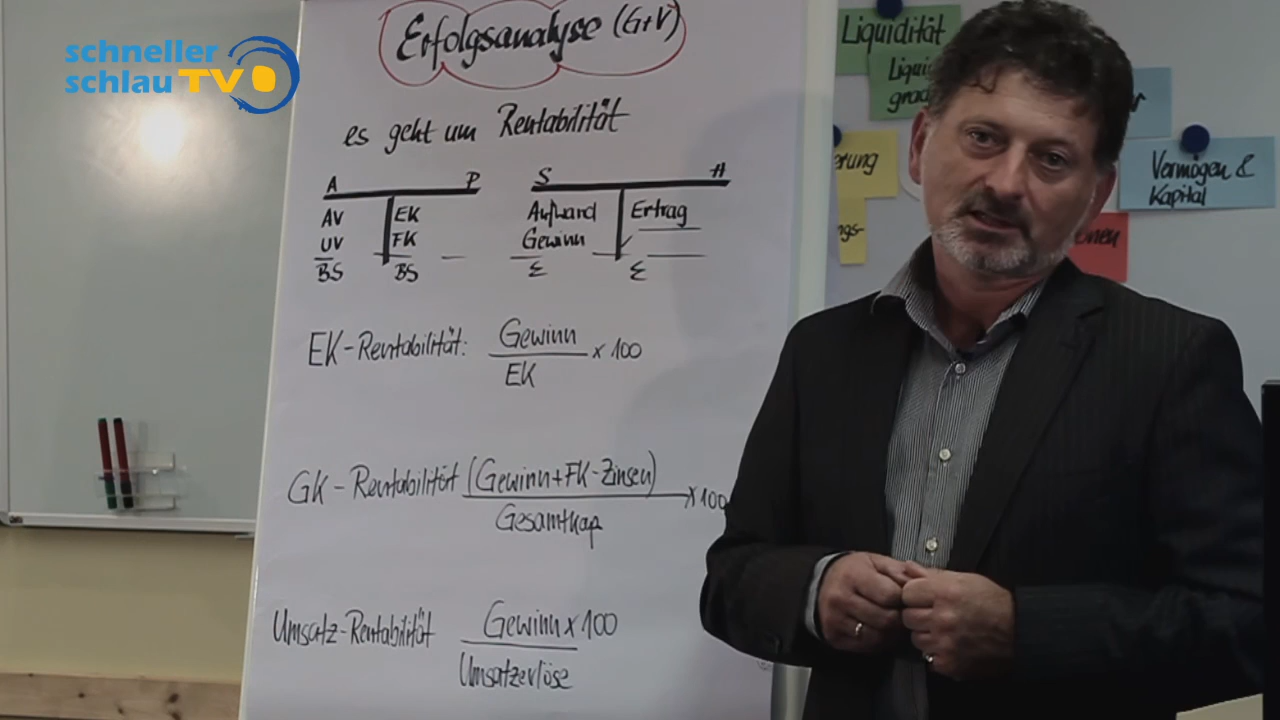 schneller
schlau TV
Erfolgsanalyse (G+V)
es geht um Rentabilität
A P
AV EK
UV FK
BS BS
S H
Aufwand Ertrag
Gewinn
Σ Σ
EK-Rentabilität: Gewinn x 100
EK
GK-Rentabilität (Gewinn+FK-Zinsen) x 100
Gesamtkap
Umsatz-Rentabilität Gewinn x 100
Umsatzerlöse
Liquidität
Vermögen &
Kapital